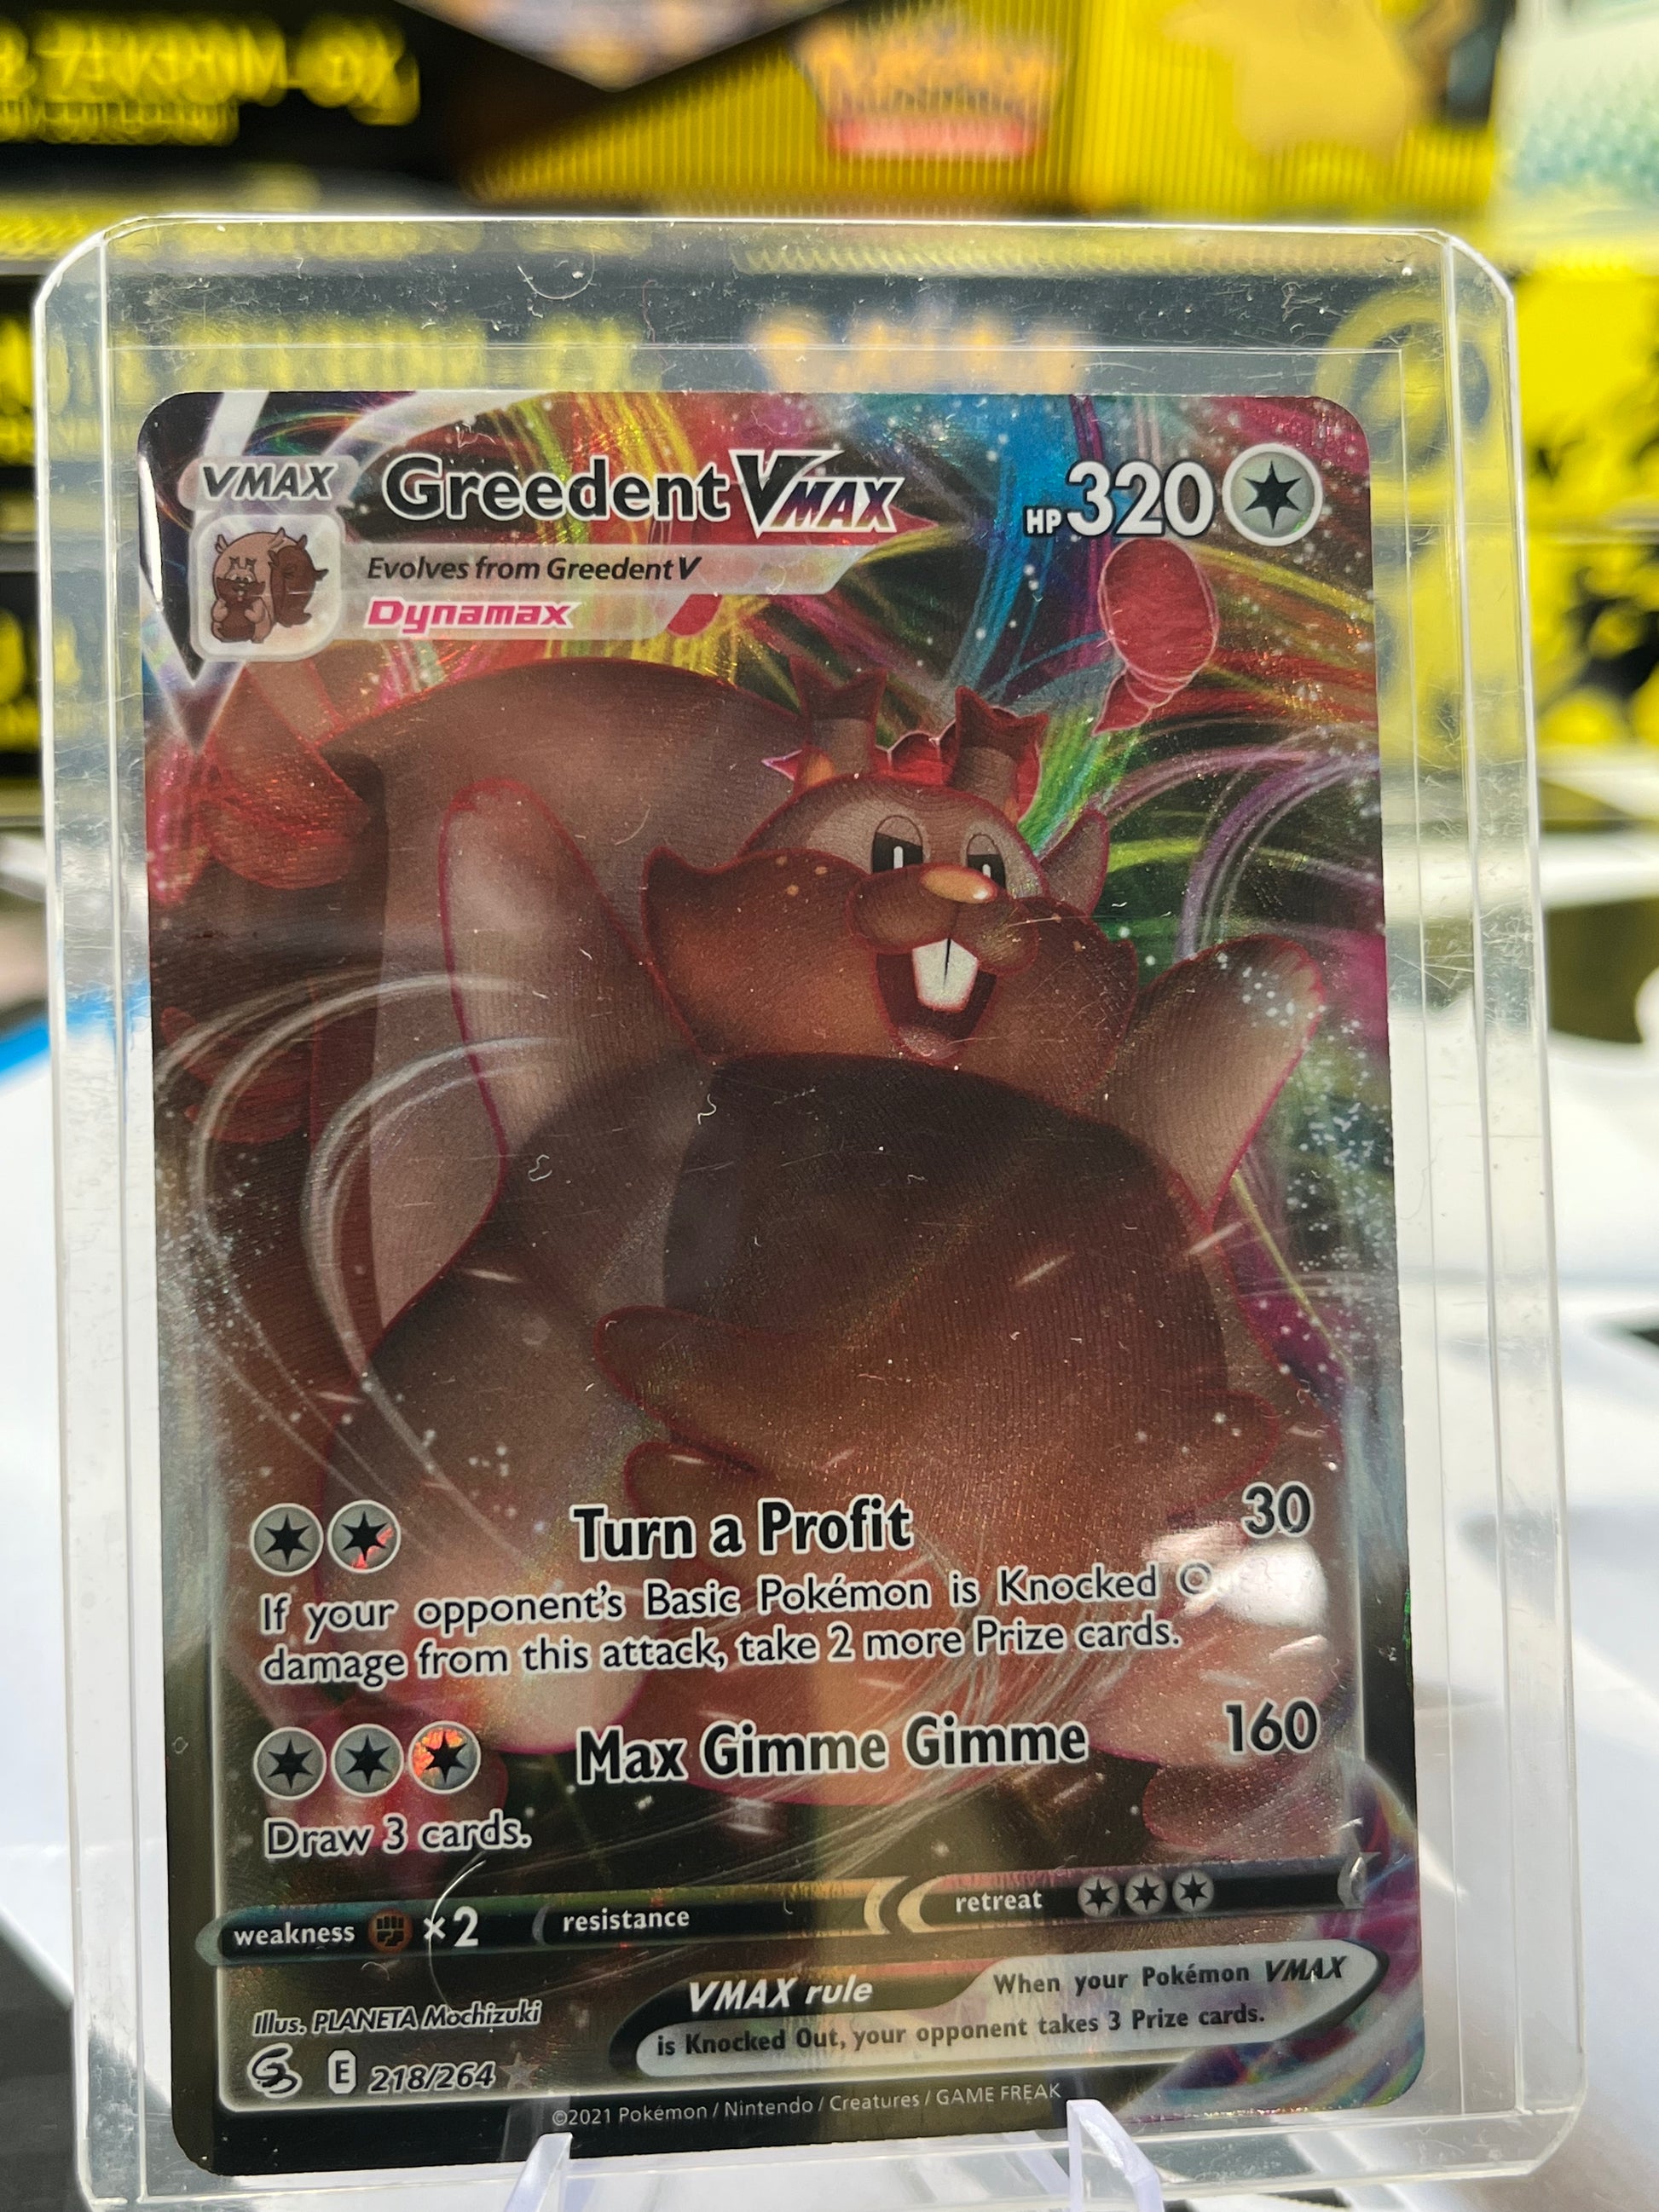 VMAX
Greedent VMAX
HP 320
Evolves from Greedent V
Dynamax
Turn a Profit 30
If your opponent's Basic Pokémon is Knocked
damage from this attack, take 2 more Prize cards.
Max Gimme Gimme 160
Draw 3 cards.
weakness ×2 resistance retreat
VMAX rule When your Pokémon VMAX
is Knocked Out, your opponent takes 3 Prize cards.
Illus. PLANETA Mochizuki
E 218/264
©2021 Pokémon / Nintendo / Creatures / GAME FREAK